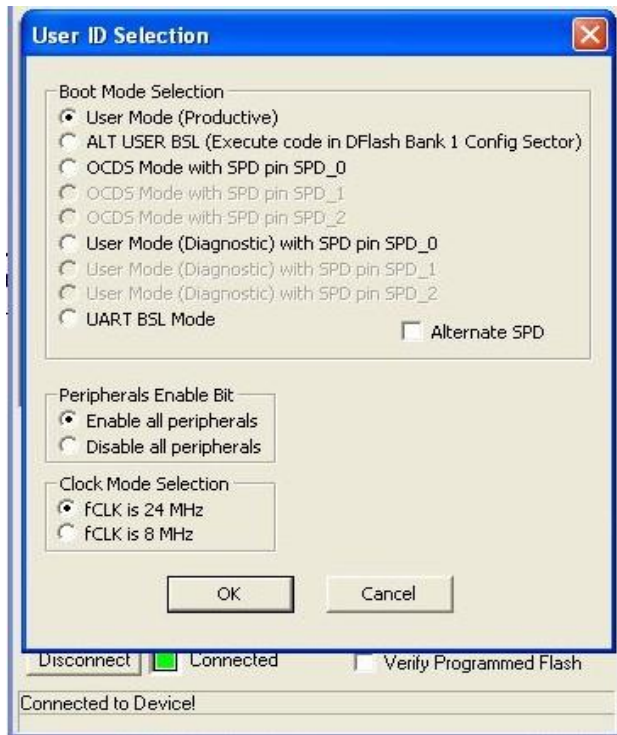 User ID Selection
Boot Mode Selection
User Mode (Productive)
ALT USER BSL (Execute code in DFlash Bank 1 Config Sector)
OCDS Mode with SPD pin SPD_0
OCDS Mode with SPD pin SPD_1
OCDS Mode with SPD pin SPD_2
User Mode (Diagnostic) with SPD pin SPD_0
User Mode (Diagnostic) with SPD pin SPD_1
User Mode (Diagnostic) with SPD pin SPD_2
UART BSL Mode
Alternate SPD
Peripherals Enable Bit
Enable all peripherals
Disable all peripherals
Clock Mode Selection
fCLK is 24 MHz
fCLK is 8 MHz
OK Cancel
Disconnect Connected Verify Programmed Flash
Connected to Device!